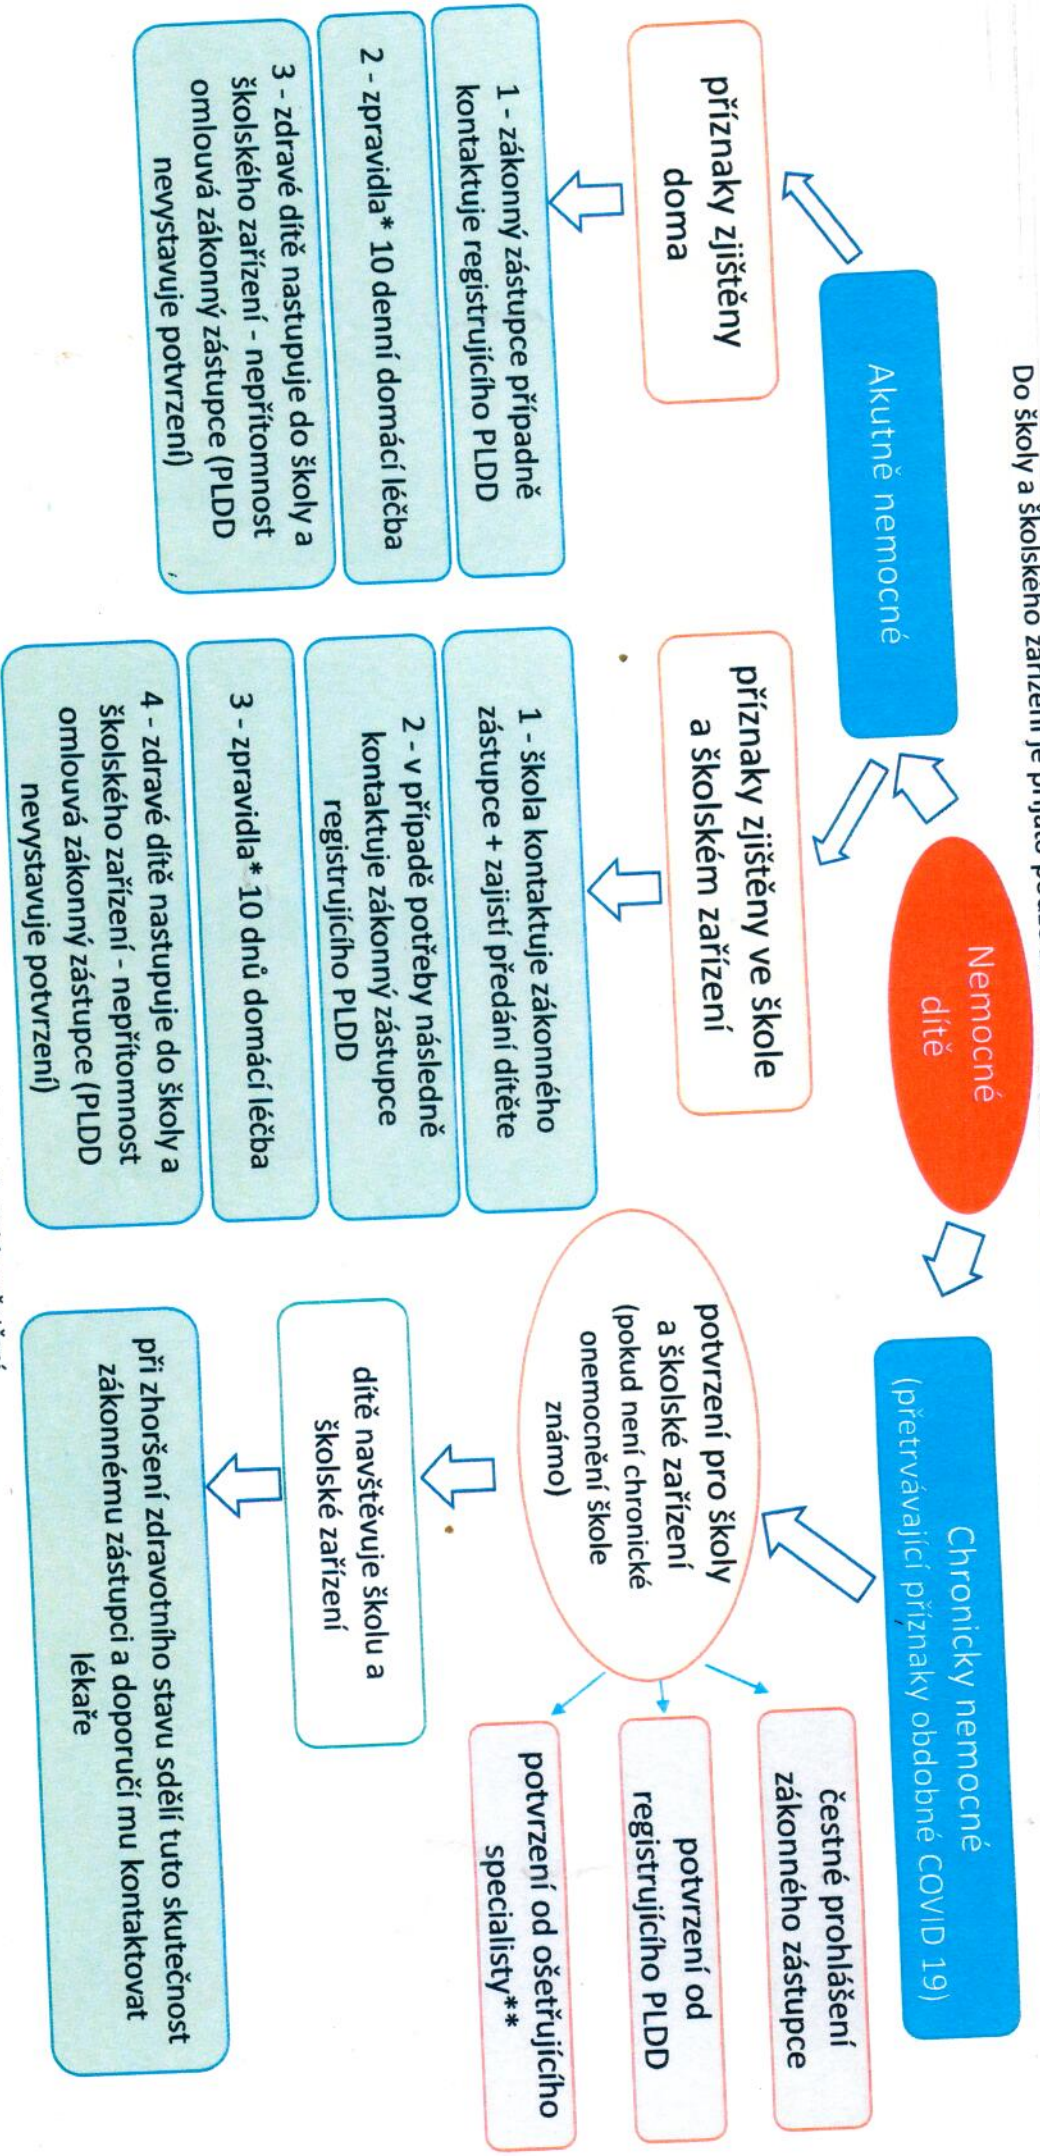 Do školy a školského zařízení je přijato
Nemocné
dítě
Akutně nemocné
Chronicky nemocné
(přetrvávající příznaky obdobné COVID 19)
příznaky zjištěny
doma
1 - zákonný zástupce případně
kontaktuje registrujícího PLDD
2 - zpravidla* 10 denní domácí léčba
3 - zdravé dítě nastupuje do školy a
školského zařízení - nepřítomnost
omlouvá zákonný zástupce (PLDD
nevystavuje potvrzení)
příznaky zjištěny ve škole
a školském zařízení
1 - škola kontaktuje zákonného
zástupce + zajistí předání dítěte
2 - v případě potřeby následně
kontaktuje zákonný zástupce
registrujícího PLDD
3 - zpravidla* 10 dnů domácí léčba
4 - zdravé dítě nastupuje do školy a
školského zařízení - nepřítomnost
omlouvá zákonný zástupce (PLDD
nevystavuje potvrzení)
potvrzení pro školy
a školské zařízení
(pokud není chronické
onemocnění škole
známo)
čestné prohlášení
zákonného zástupce
potvrzení od
registrujícího PLDD
potvrzení od ošetřujícího
specialisty**
dítě navštěvuje školu a
školské zařízení
při zhoršení zdravotního stavu sdělí tuto skutečnost
zákonnému zástupci a doporučí mu kontaktovat
lékaře